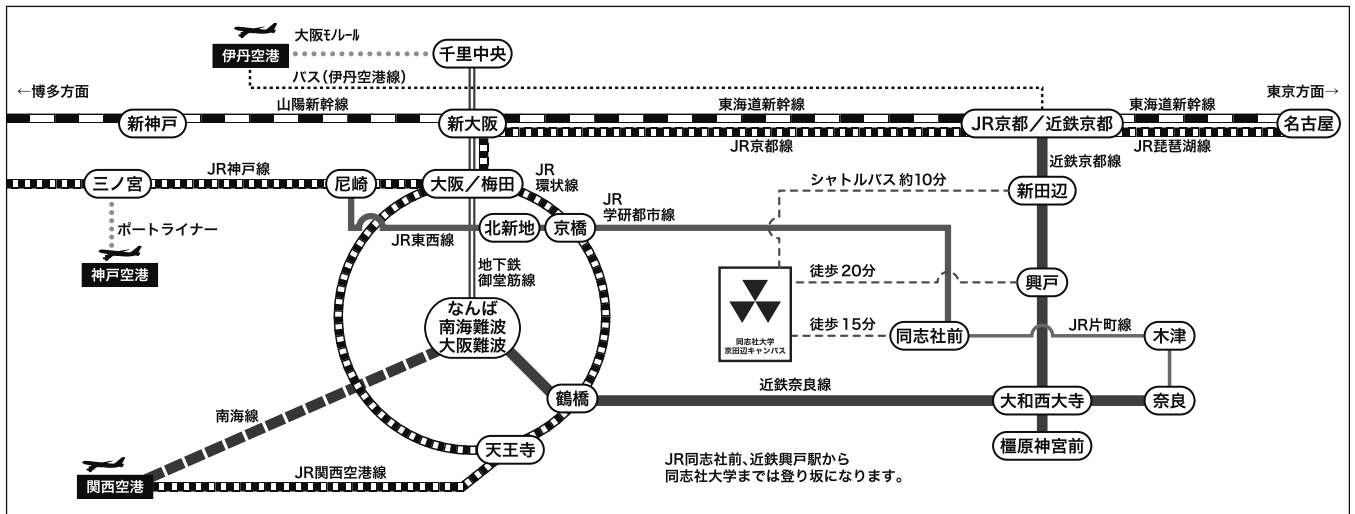 大阪ﾓﾉﾚｰﾙ
伊丹空港
千里中央
バス(伊丹空港線)
←博多方面
東京方面→
山陽新幹線
東海道新幹線
東海道新幹線
新神戸
新大阪
JR京都/近鉄京都
名古屋
JR京都線
JR琵琶湖線
近鉄京都線
JR神戸線
JR
環状線
三ノ宮
尼崎
大阪/梅田
シャトルバス 約10分
新田辺
JR
学研都市線
ポートライナー
北新地
京橋
JR東西線
神戸空港
地下鉄
御堂筋線
徒歩20分
興戸
なんば
南海難波
大阪難波
徒歩15分
同志社前
JR片町線
木津
同志社大学
京田辺キャンパス
近鉄奈良線
鶴橋
大和西大寺
奈良
南海線
天王寺
橿原神宮前
JR関西空港線
関西空港
JR同志社前、近鉄興戸駅から
同志社大学までは登り坂になります。